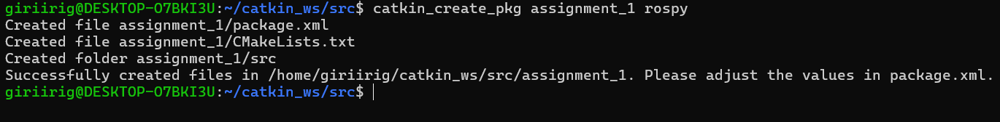 giriirig@DESKTOP-O7BKI3U:~/catkin_ws/src$ catkin_create_pkg assignment_1 rospy
Created file assignment_1/package.xml
Created file assignment_1/CMakeLists.txt
Created folder assignment_1/src
Successfully created files in /home/giriirig/catkin_ws/src/assignment_1. Please adjust the values in package.xml.
giriirig@DESKTOP-O7BKI3U:~/catkin_ws/src$